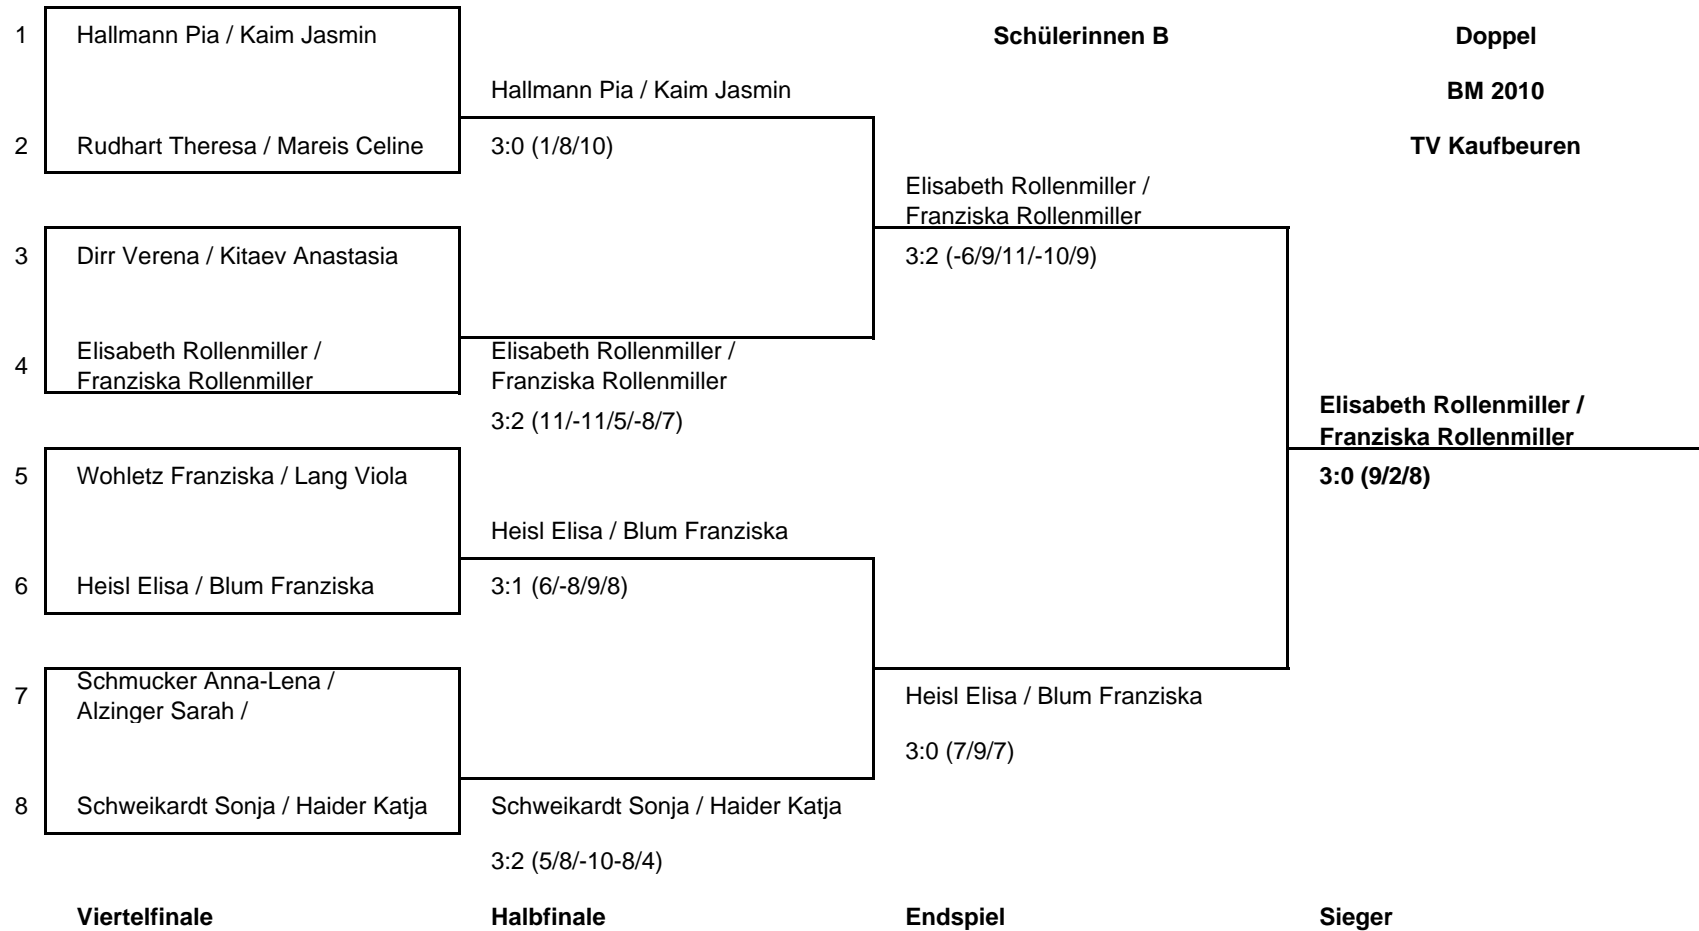 1 Hallmann Pia / Kaim Jasmin Schülerinnen B Doppel
Hallmann Pia / Kaim Jasmin BM 2010
2 Rudhart Theresa / Mareis Celine 3:0 (1/8/10) TV Kaufbeuren
Elisabeth Rollenmiller /
Franziska Rollenmiller
3 Dirr Verena / Kitaev Anastasia 3:2 (-6/9/11/-10/9)
Elisabeth Rollenmiller / Elisabeth Rollenmiller /
4
Franziska Rollenmiller Franziska Rollenmiller
Elisabeth Rollenmiller /
3:2 (11/-11/5/-8/7)
Franziska Rollenmiller
5 Wohletz Franziska / Lang Viola 3:0 (9/2/8)
Heisl Elisa / Blum Franziska
6 Heisl Elisa / Blum Franziska 3:1 (6/-8/9/8)
Schmucker Anna-Lena /
7 Heisl Elisa / Blum Franziska
Alzinger Sarah /
3:0 (7/9/7)
8 Schweikardt Sonja / Haider Katja Schweikardt Sonja / Haider Katja
3:2 (5/8/-10-8/4)
Viertelfinale Halbfinale Endspiel Sieger